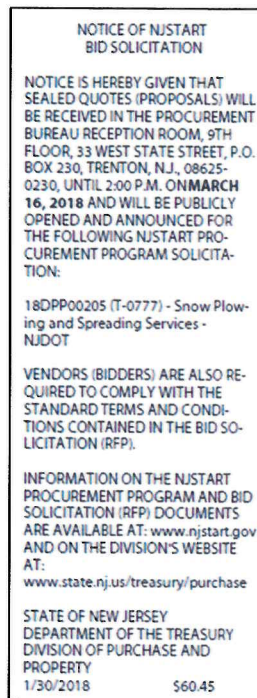 NOTICE OF NJSTART
BID SOLICITATION
NOTICE IS HEREBY GIVEN THAT
SEALED QUOTES (PROPOSALS) WILL
BE RECEIVED IN THE PROCUREMENT
BUREAU RECEPTION ROOM, 9TH
FLOOR, 33 WEST STATE STREET, P.O.
BOX 230, TRENTON, N.J., 08625-
0230, UNTIL 2:00 P.M. ONMARCH
16, 2018 AND WILL BE PUBLICLY
OPENED AND ANNOUNCED FOR
THE FOLLOWING NJSTART PRO-
CUREMENT PROGRAM SOLICITA-
TION:
18DPP00205 (T-0777) - Snow Plow-
ing and Spreading Services -
NJDOT
VENDORS (BIDDERS) ARE ALSO RE-
QUIRED TO COMPLY WITH THE
STANDARD TERMS AND CONDI-
TIONS CONTAINED IN THE BID SO-
LICITATION (RFP).
INFORMATION ON THE NJSTART
PROCUREMENT PROGRAM AND BID
SOLICITATION (RFP) DOCUMENTS
ARE AVAILABLE AT: www.njstart.gov
AND ON THE DIVISION'S WEBSITE
AT:
www.state.nj.us/treasury/purchase
STATE OF NEW JERSEY
DEPARTMENT OF THE TREASURY
DIVISION OF PURCHASE AND
PROPERTY
1/30/2018 $60.45